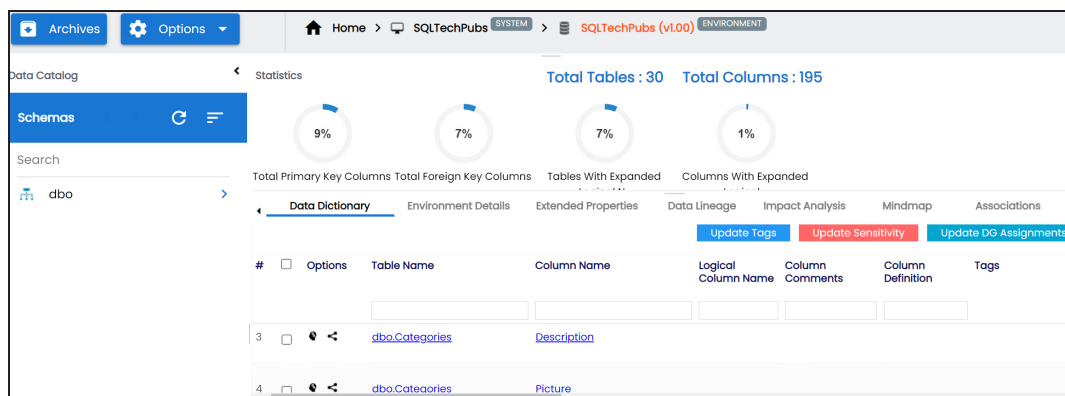 Archives Options Home > SQLTechPubs SYSTEM > SQLTechPubs (v1.00) ENVIRONMENT
Data Catalog
Schemas
Search
dbo
Statistics Total Tables : 30 Total Columns : 195
9% 7% 7% 1%
Total Primary Key Columns Total Foreign Key Columns Tables With Expanded Columns With Expanded
Data Dictionary Environment Details Extended Properties Data Lineage Impact Analysis Mindmap Associations
Update Tags Update Sensitivity Update DG Assignments
# Options Table Name Column Name Logical Column Column Tags
Column Name Comments Definition
3 dbo.Categories Description
4 dbo.Categories Picture